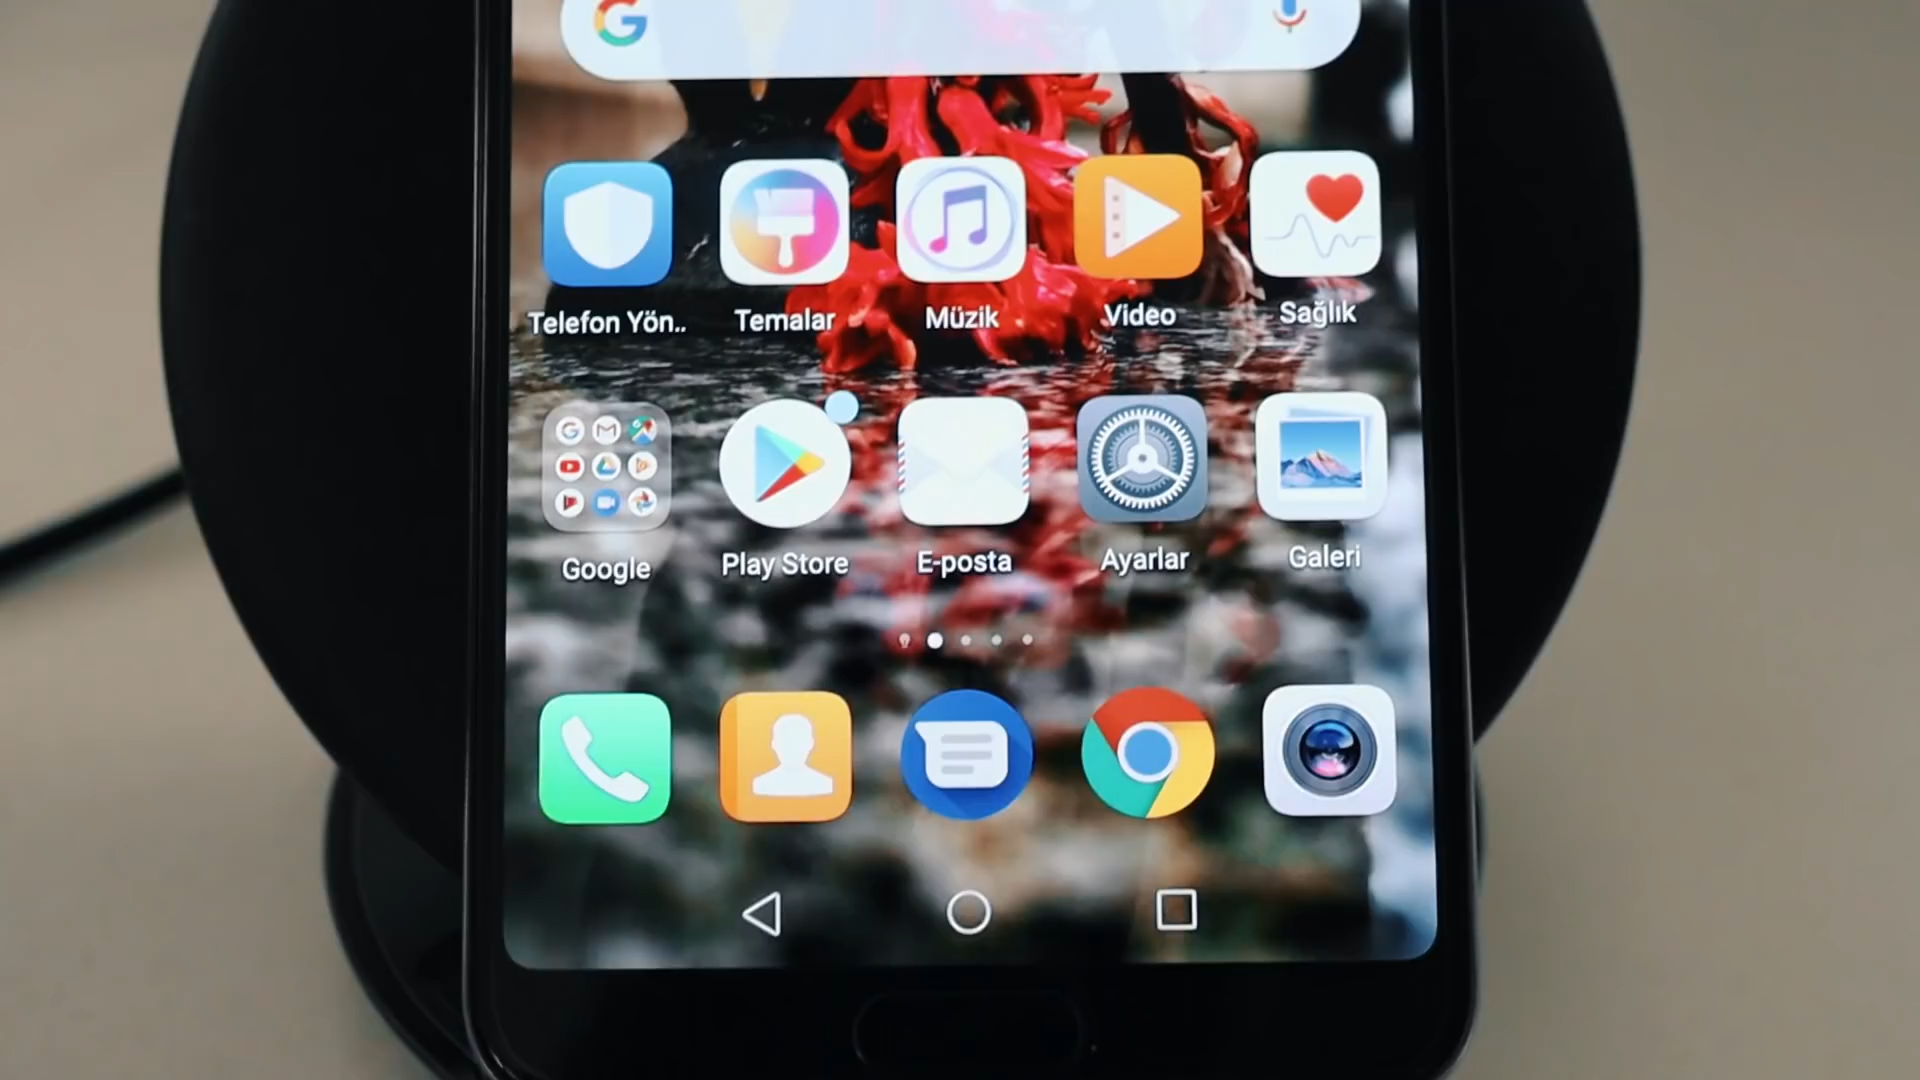 Telefon Yön..
Temalar
Müzik
Video
Sağlık
Google
Play Store
E-posta
Ayarlar
Galeri